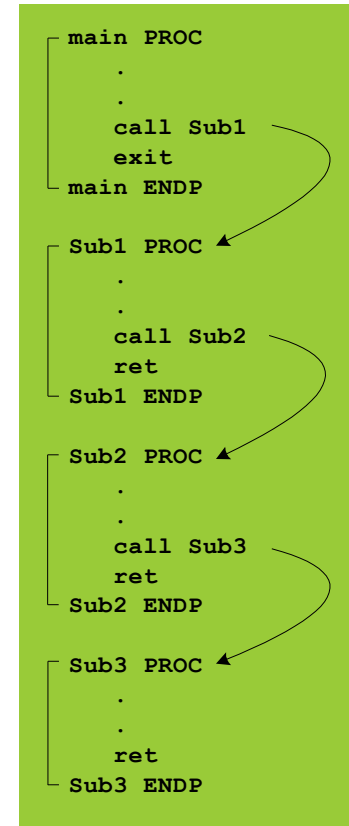 main PROC
.
.
call Sub1
exit
main ENDP
Sub1 PROC
.
.
call Sub2
ret
Sub1 ENDP
Sub2 PROC
.
.
call Sub3
ret
Sub2 ENDP
Sub3 PROC
.
.
ret
Sub3 ENDP